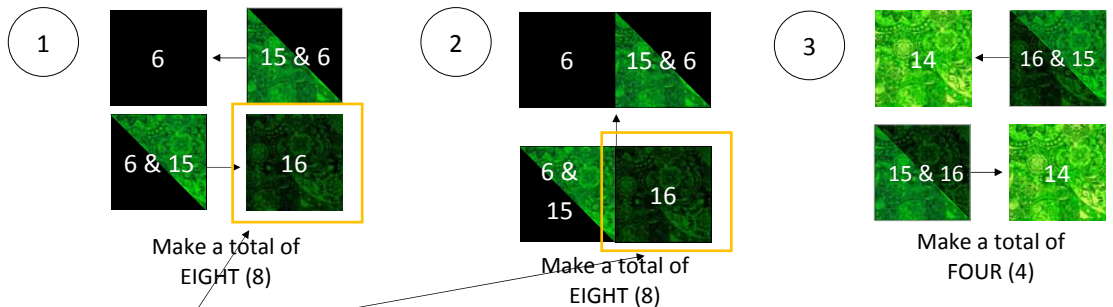 1
6
15 & 6
6 & 15
16
Make a total of
EIGHT (8)
2
6
15 & 6
6 &
15
16
Make a total of
EIGHT (8)
3
14
16 & 15
15 & 16
14
Make a total of
FOUR (4)